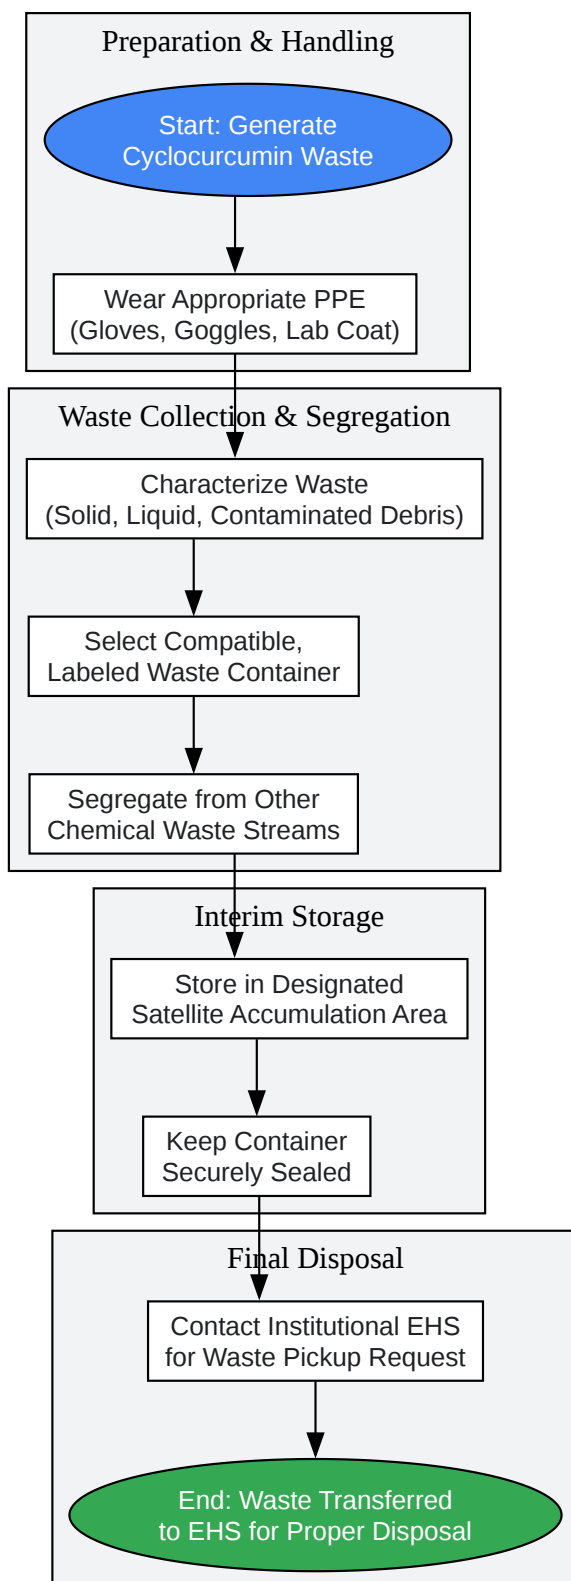 Preparation & Handling
Start: Generate
Cyclocurcumin Waste
Wear Appropriate PPE
(Gloves, Goggles, Lab Coat)
Waste Collection & Segregation
Characterize Waste
(Solid, Liquid, Contaminated Debris)
Select Compatible,
Labeled Waste Container
Segregate from Other
Chemical Waste Streams
Interim Storage
Store in Designated
Satellite Accumulation Area
Keep Container
Securely Sealed
Final Disposal
Contact Institutional EHS
for Waste Pickup Request
End: Waste Transferred
to EHS for Proper Disposal